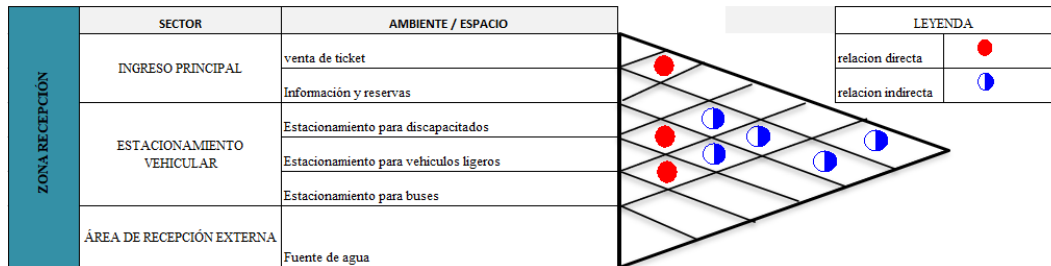 SECTOR
AMBIENTE / ESPACIO
LEYENDA
ZONA RECEPCIÓN
INGRESO PRINCIPAL
venta de ticket
Información y reservas
relacion directa
relacion indirecta
ESTACIONAMIENTO
VEHICULAR
Estacionamiento para discapacitados
Estacionamiento para vehiculos ligeros
Estacionamiento para buses
ÁREA DE RECEPCIÓN EXTERNA
Fuente de agua